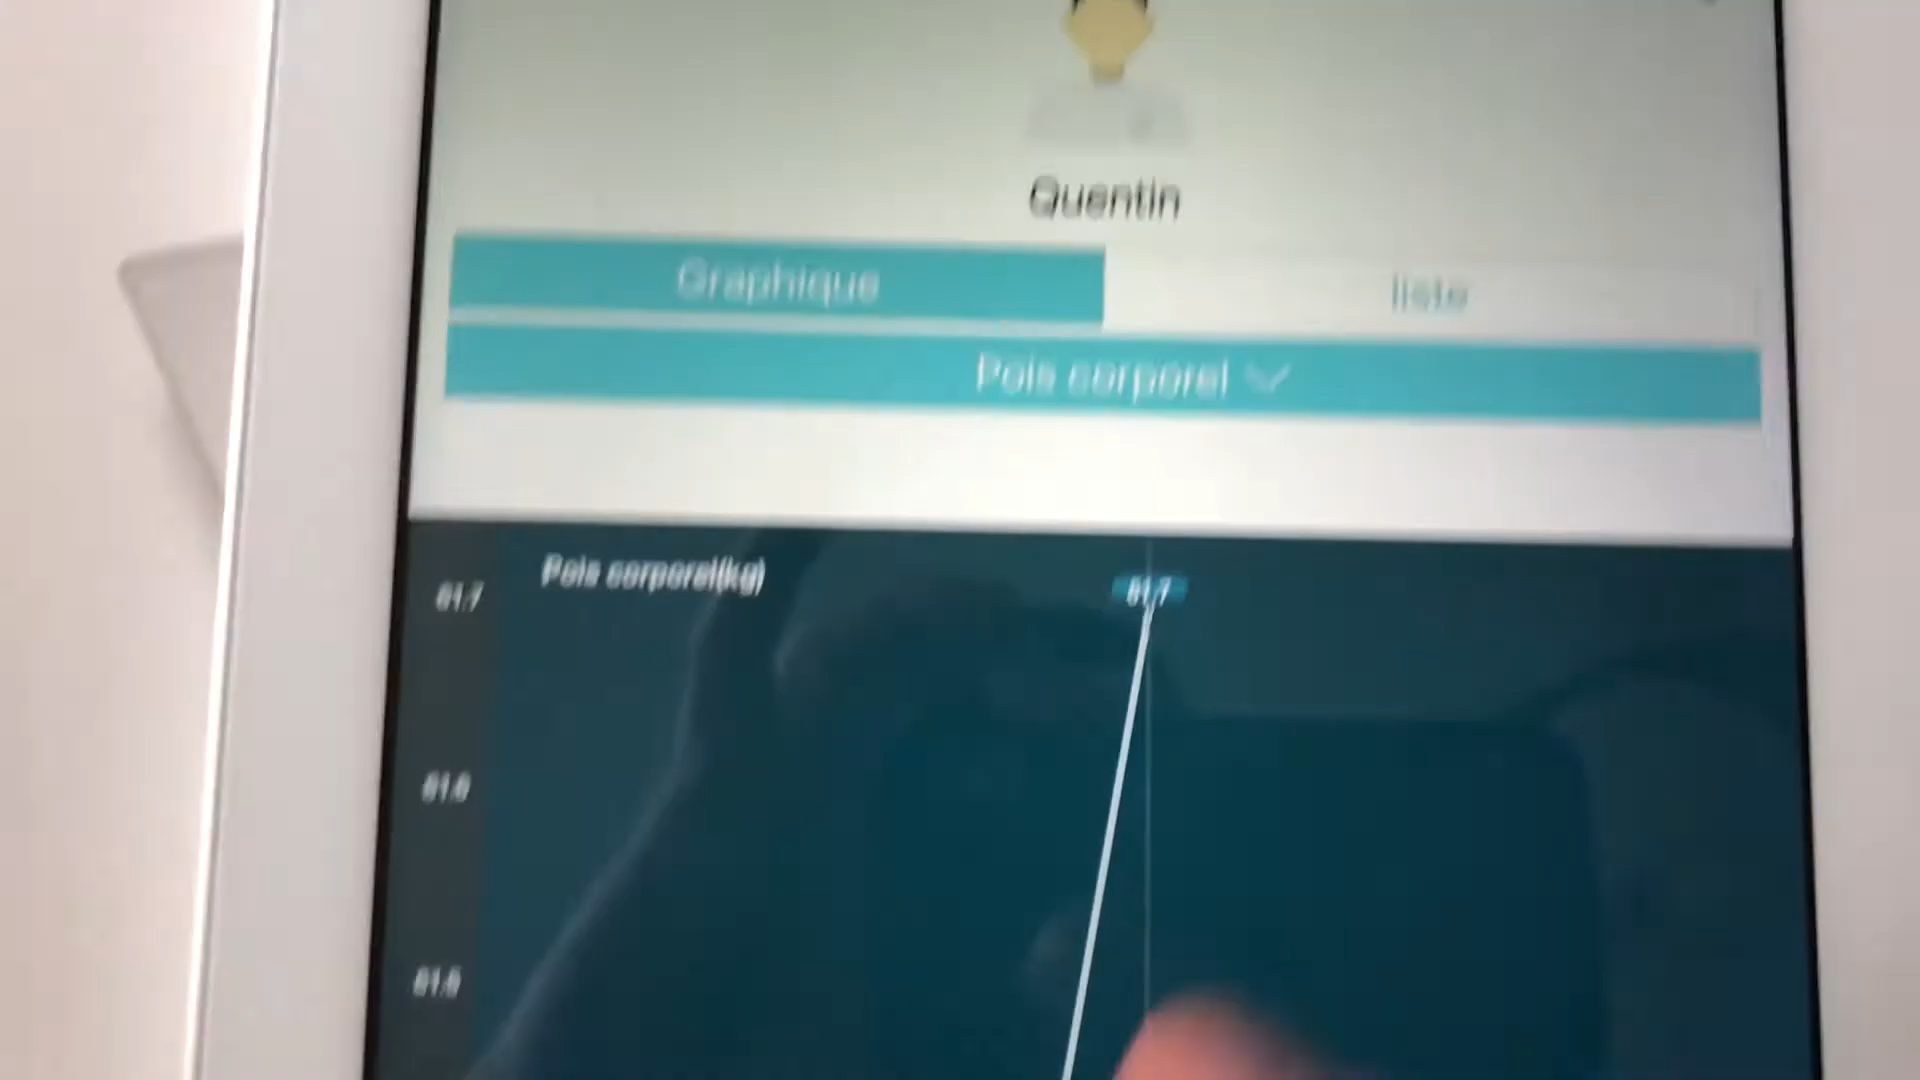 Quentin
Graphique
liste
Pois corporel
Pois corporel(kg)
61.7
61.7
61.6
61.5